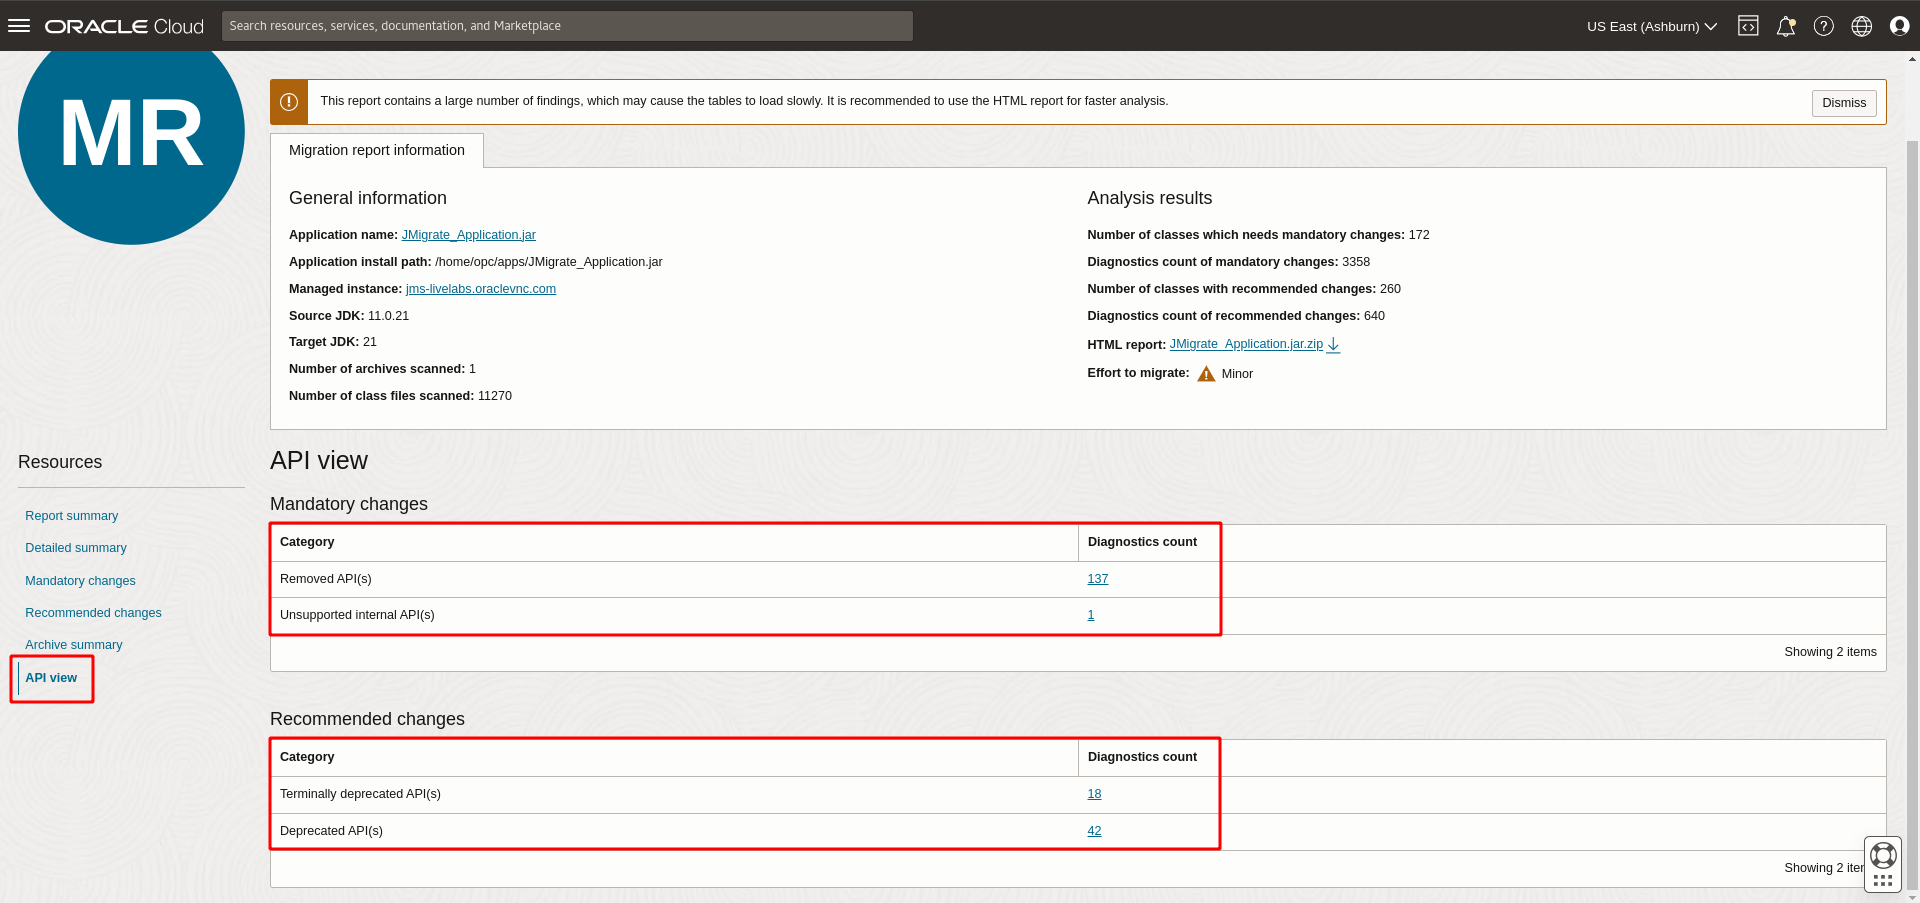 ORACLE Cloud
Search resources, services, documentation, and Marketplace
US East (Ashburn)
MR
This report contains a large number of findings, which may cause the tables to load slowly. It is recommended to use the HTML report for faster analysis.
Dismiss
Migration report information
General information
Application name: JMigrate_Application.jar
Application install path: /home/opc/apps/JMigrate_Application.jar
Managed instance: jms-livelabs.oraclevnc.com
Source JDK: 11.0.21
Target JDK: 21
Number of archives scanned: 1
Number of class files scanned: 11270
Analysis results
Number of classes which needs mandatory changes: 172
Diagnostics count of mandatory changes: 3358
Number of classes with recommended changes: 260
Diagnostics count of recommended changes: 640
HTML report: JMigrate_Application.jar.zip
Effort to migrate: Minor
Resources
Report summary
Detailed summary
Mandatory changes
Recommended changes
Archive summary
API view
API view
Mandatory changes
Category Diagnostics count
Removed API(s) 137
Unsupported internal API(s) 1
Showing 2 items
Recommended changes
Category Diagnostics count
Terminally deprecated API(s) 18
Deprecated API(s) 42
Showing 2